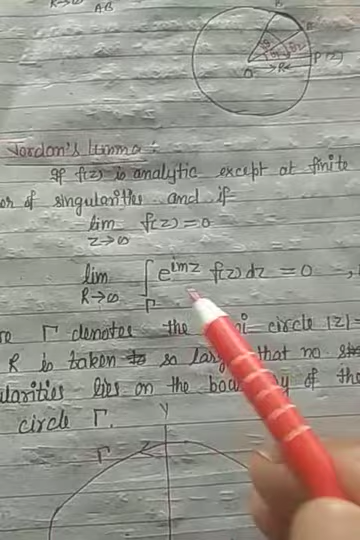 AB
Jordan's Lemma :
If f(z) is analytic except at finite
of singularities and if
lim f(z) = 0
z→∞
lim ∫ e^imz f(z) dz = 0
R→∞ Γ
Γ denotes the circle |z| =
R is taken so large that no
lies on the of the
circle Γ.
Y
Γ